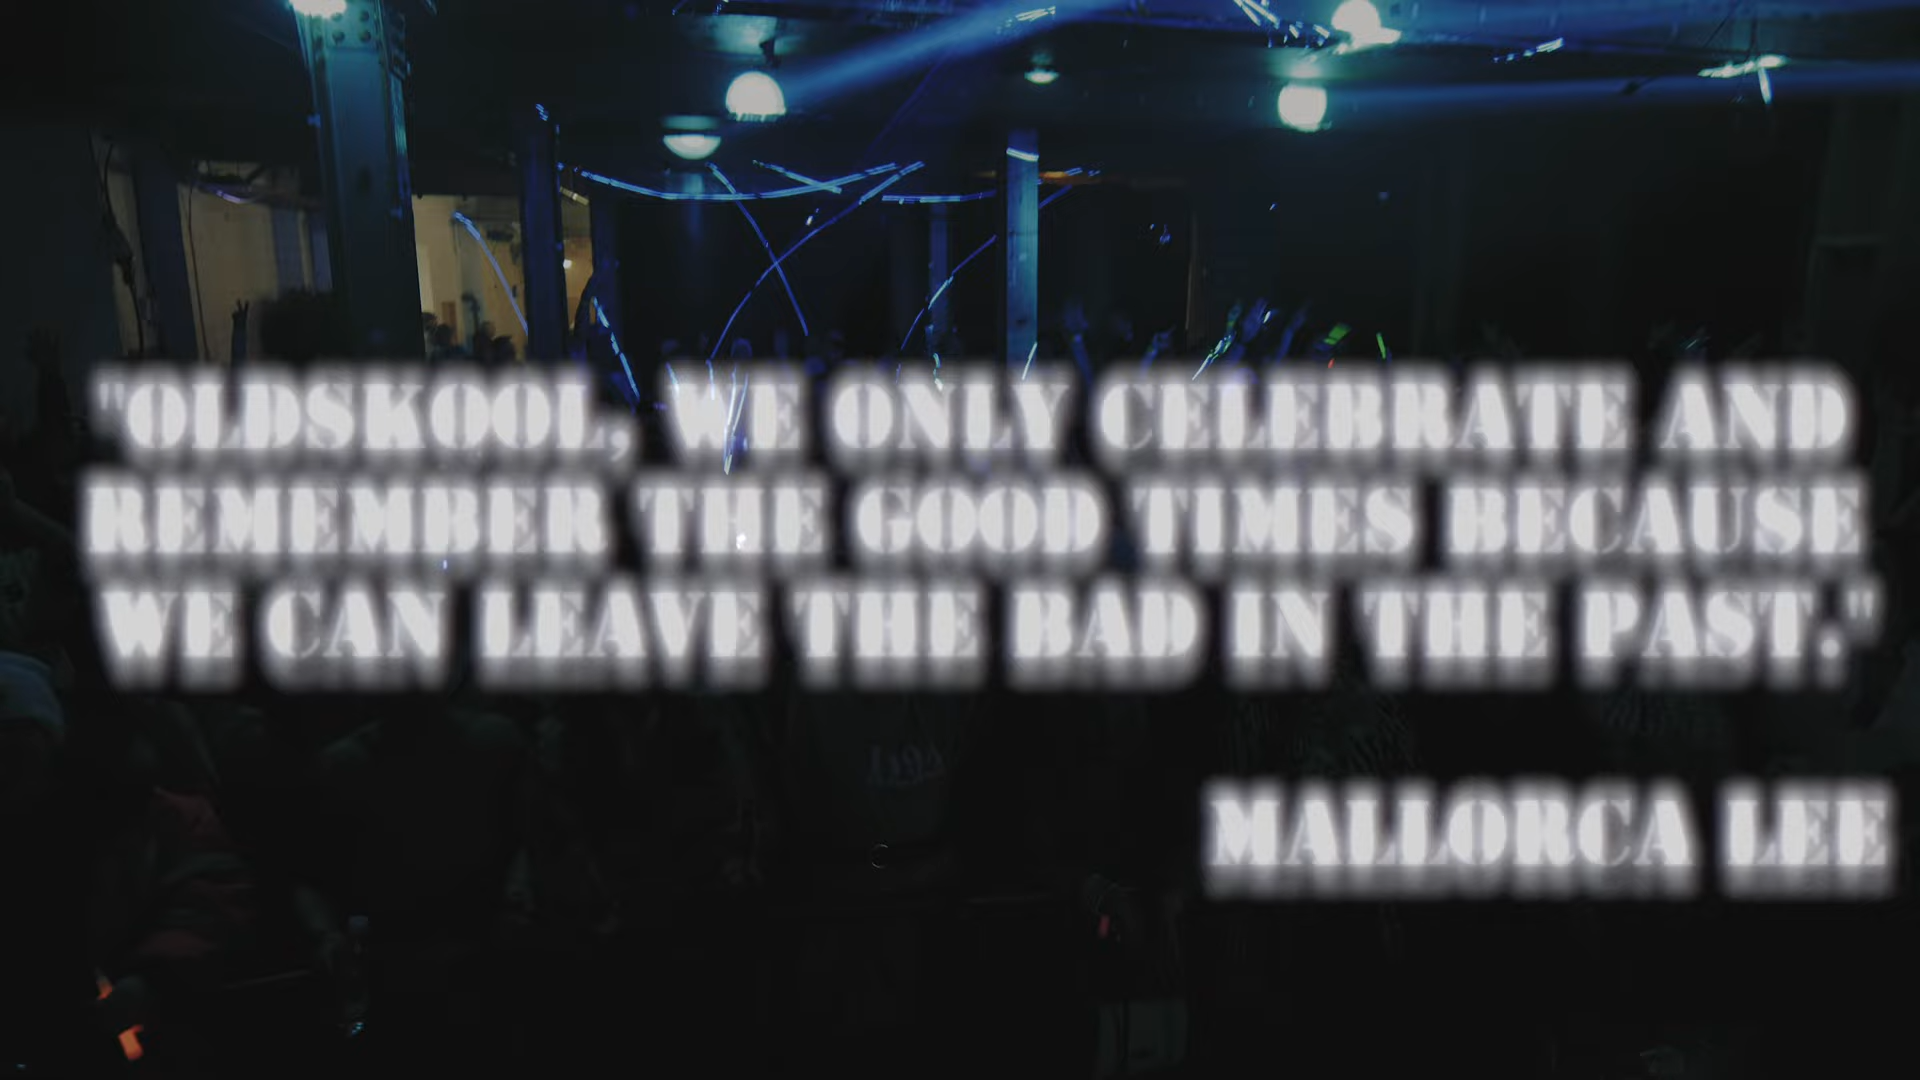 "OLDSKOOL, WE ONLY CELEBRATE AND
REMEMBER THE GOOD TIMES BECAUSE
WE CAN LEAVE THE BAD IN THE PAST."
MALLORCA LEE